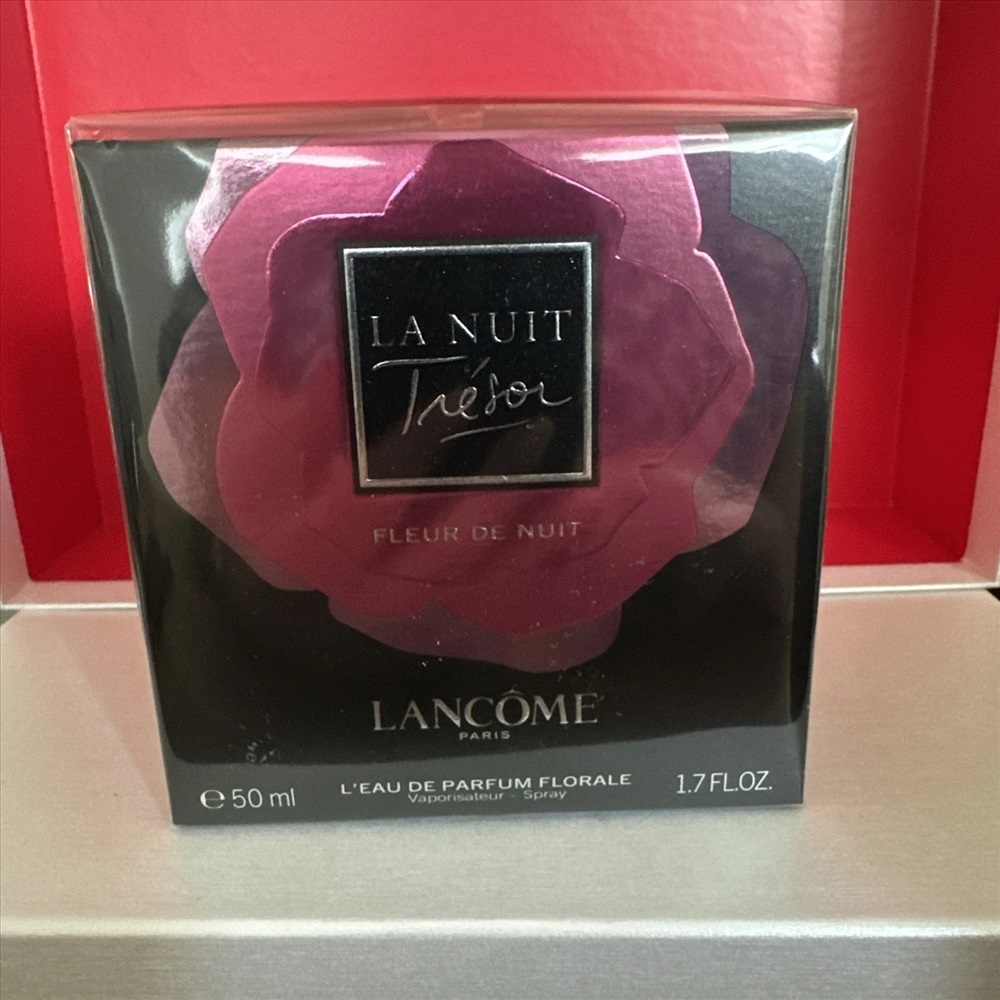 LA NUIT
Trésor
FLEUR DE NUIT
LANCÔME
PARIS
℮ 50 ml
L'EAU DE PARFUM FLORALE
Vaporisateur - Spray
1.7 FL.OZ.